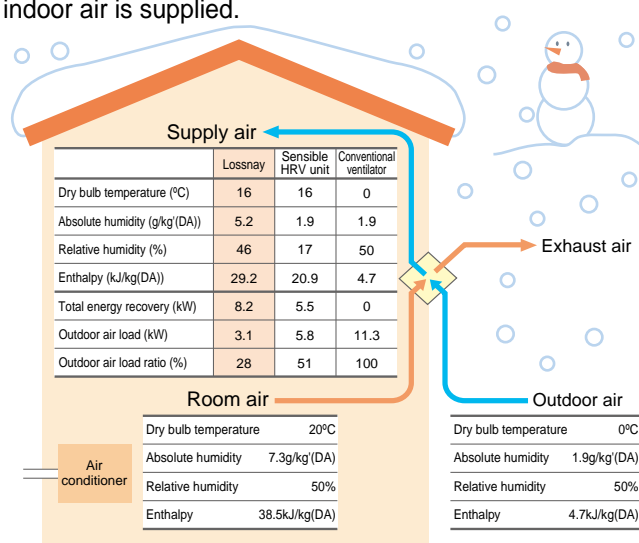 indoor air is supplied.
Supply air
Lossnay Sensible HRV unit Conventional ventilator
Dry bulb temperature (ºC) 16 16 0
Absolute humidity (g/kg'(DA)) 5.2 1.9 1.9
Relative humidity (%) 46 17 50
Enthalpy (kJ/kg(DA)) 29.2 20.9 4.7
Total energy recovery (kW) 8.2 5.5 0
Outdoor air load (kW) 3.1 5.8 11.3
Outdoor air load ratio (%) 28 51 100
Exhaust air
Room air
Dry bulb temperature 20ºC
Absolute humidity 7.3g/kg'(DA)
Relative humidity 50%
Enthalpy 38.5kJ/kg(DA)
Air
conditioner
Outdoor air
Dry bulb temperature 0ºC
Absolute humidity 1.9g/kg'(DA)
Relative humidity 50%
Enthalpy 4.7kJ/kg(DA)